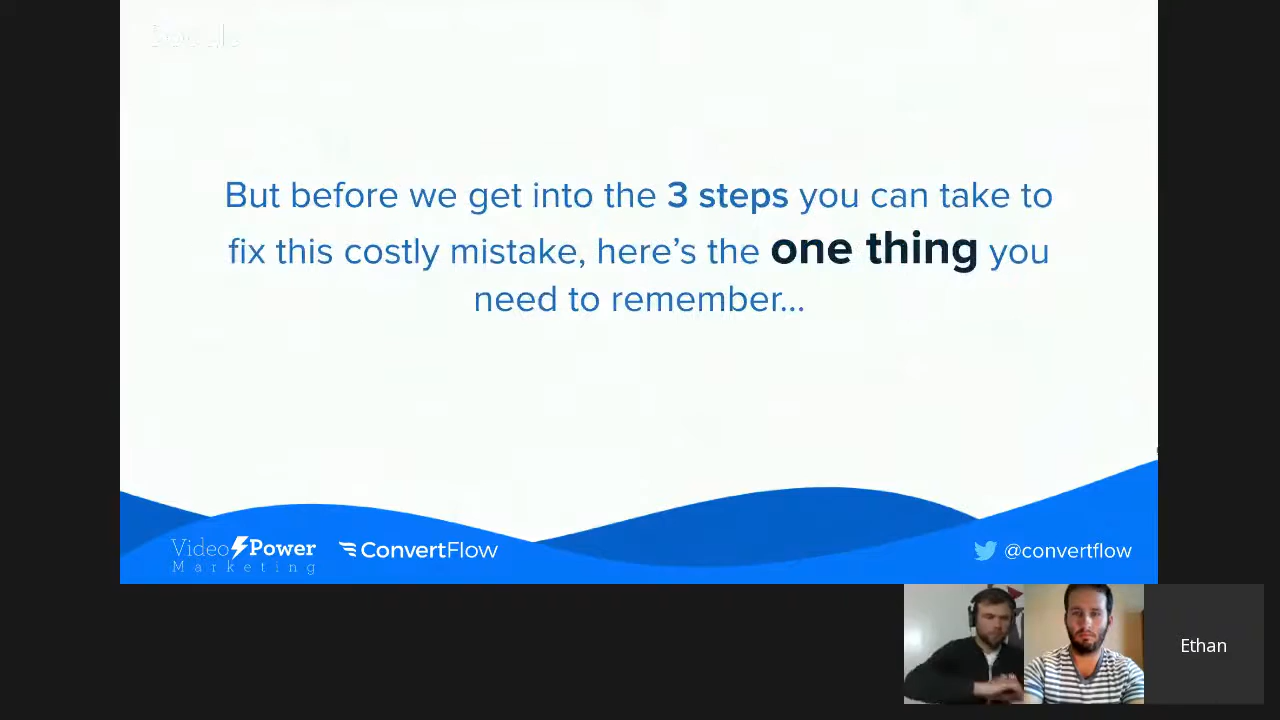 But before we get into the 3 steps you can take to
fix this costly mistake, here's the one thing you
need to remember...
Video Power
Marketing
ConvertFlow
@convertflow
Ethan